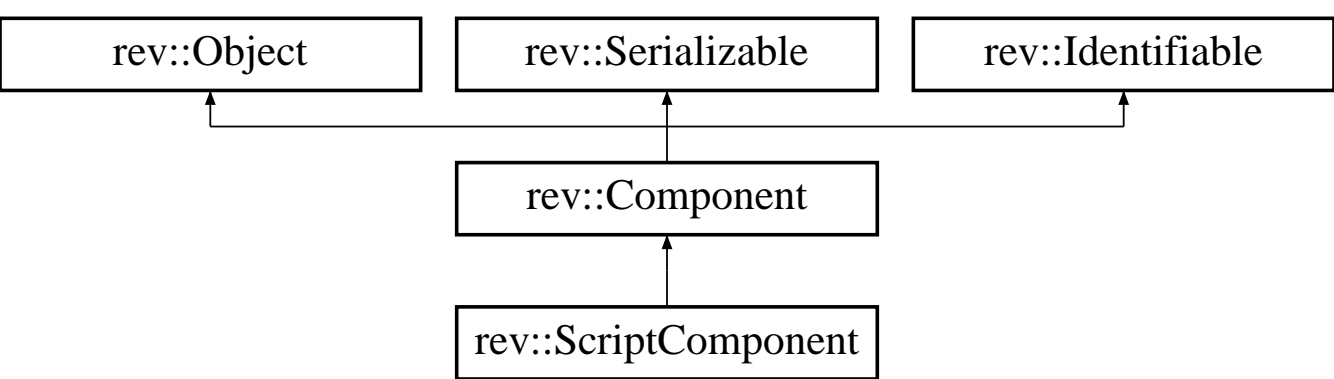 rev::Object
rev::Serializable
rev::Identifiable
rev::Component
rev::ScriptComponent